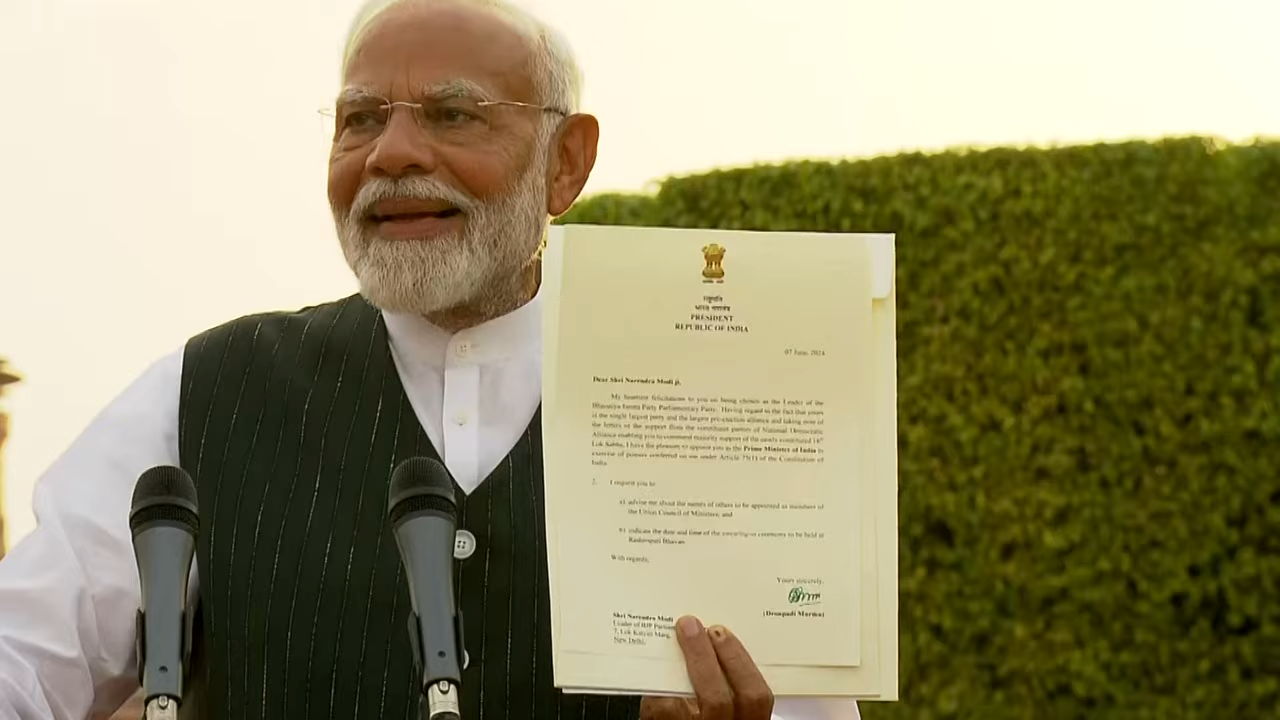 राष्ट्रपति
भारत गणतंत्र
PRESIDENT
REPUBLIC OF INDIA
07 June, 2024
Dear Shri Narendra Modi ji,
My heartiest felicitations to you on being chosen as the Leader of the
Bharatiya Janata Party Parliamentary Party. Having regard to the fact that yours
is the single largest party and the largest pre-election alliance and taking note of
the letters of the support from the constituent parties of National Democratic
Alliance enabling you to command majority support of the newly constituted 18th
Lok Sabha, I have the pleasure to appoint you as the Prime Minister of India in
exercise of powers conferred on me under Article 75(1) of the Constitution of
India.
2. I request you to:
a) advise me about the names of others to be appointed as members of
the Union Council of Ministers; and
b) indicate the date and time of the swearing-in ceremony to be held at
Rashtrapati Bhavan.
With regards,
Yours sincerely,
(Droupadi Murmu)
Shri Narendra Modi
Leader of BJP
7, Lok Kalyan Marg,
New Delhi.